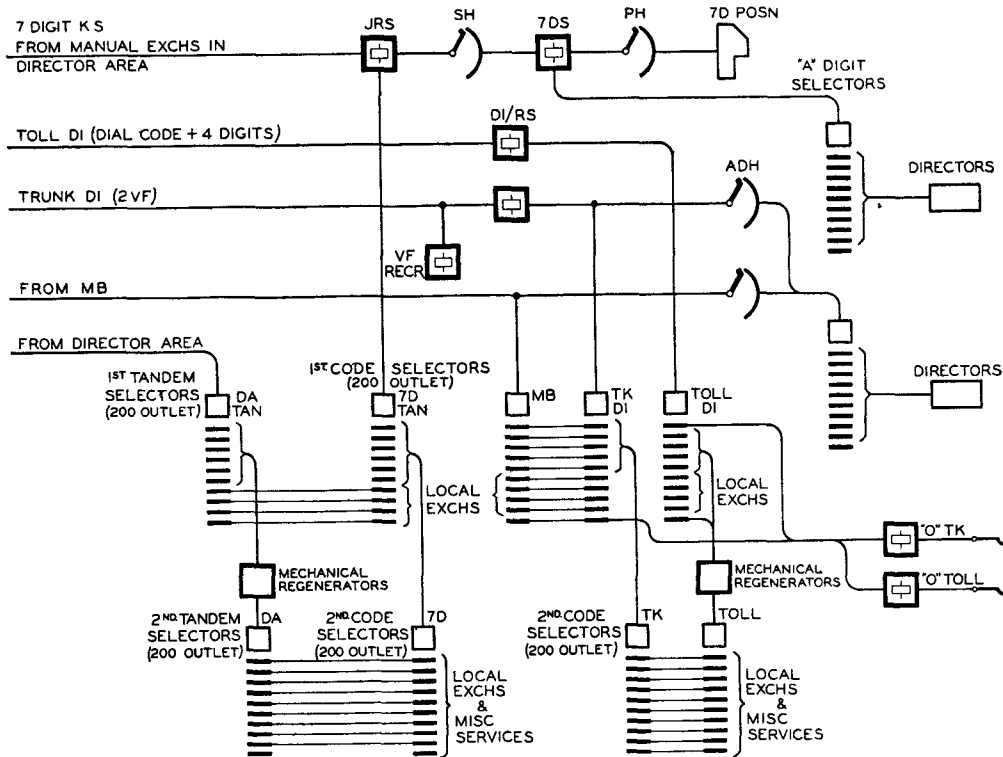 7 DIGIT K S
FROM MANUAL EXCHS IN
DIRECTOR AREA
JRS
SH
7DS
PH
7D POSN
"A" DIGIT
SELECTORS
TOLL DI (DIAL CODE + 4 DIGITS)
DI/RS
DIRECTORS
TRUNK DI (2VF)
ADH
VF
RECR
FROM MB
FROM DIRECTOR AREA
1ST TANDEM
SELECTORS
(200 OUTLET)
DA
TAN
1ST CODE SELECTORS
(200 OUTLET)
7D
TAN
MB
TK
DI
TOLL
DI
DIRECTORS
LOCAL
EXCHS
LOCAL
EXCHS
"O" TK
MECHANICAL
REGENERATORS
MECHANICAL
REGENERATORS
"O" TOLL
2ND TANDEM
SELECTORS
(200 OUTLET)
DA
2ND CODE
SELECTORS
(200 OUTLET)
7D
2ND CODE
SELECTORS
(200 OUTLET)
TK
TOLL
LOCAL
EXCHS
&
MISC
SERVICES
LOCAL
EXCHS
&
MISC
SERVICES